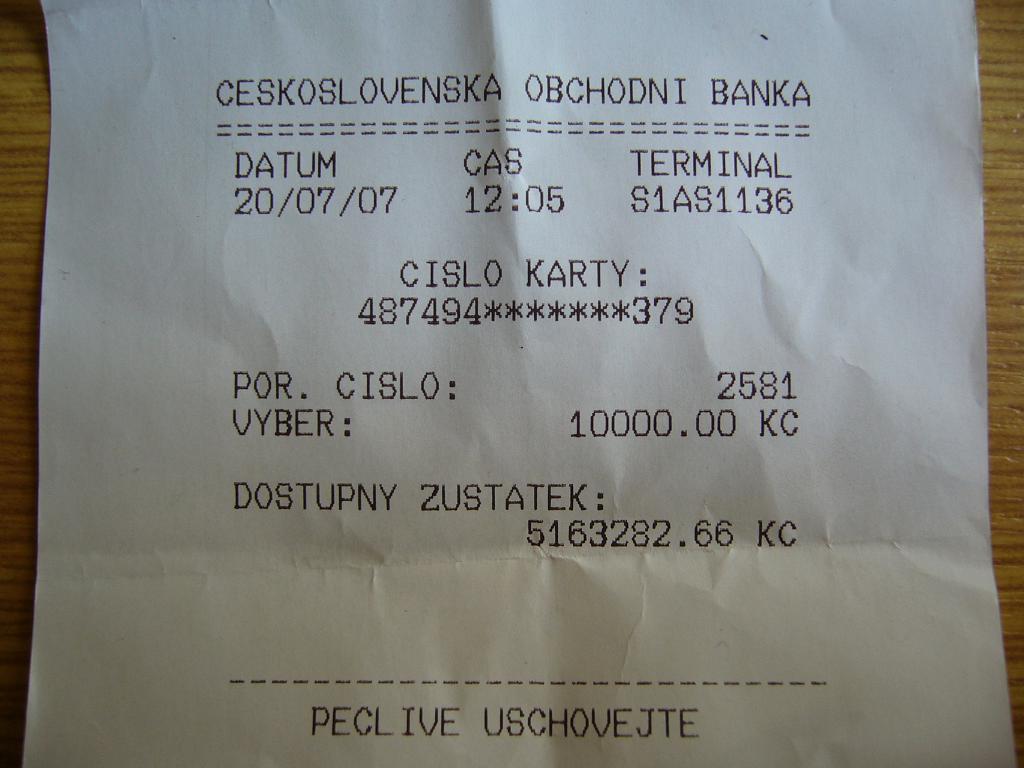 CESKOSLOVENSKA OBCHODNI BANKA
=============================
DATUM CAS TERMINAL
20/07/07 12:05 S1AS1136
CISLO KARTY:
487494*******379
POR. CISLO: 2581
VYBER: 10000.00 KC
DOSTUPNY ZUSTATEK:
5163282.66 KC
-----------------------------
PECLIVE USCHOVEJTE